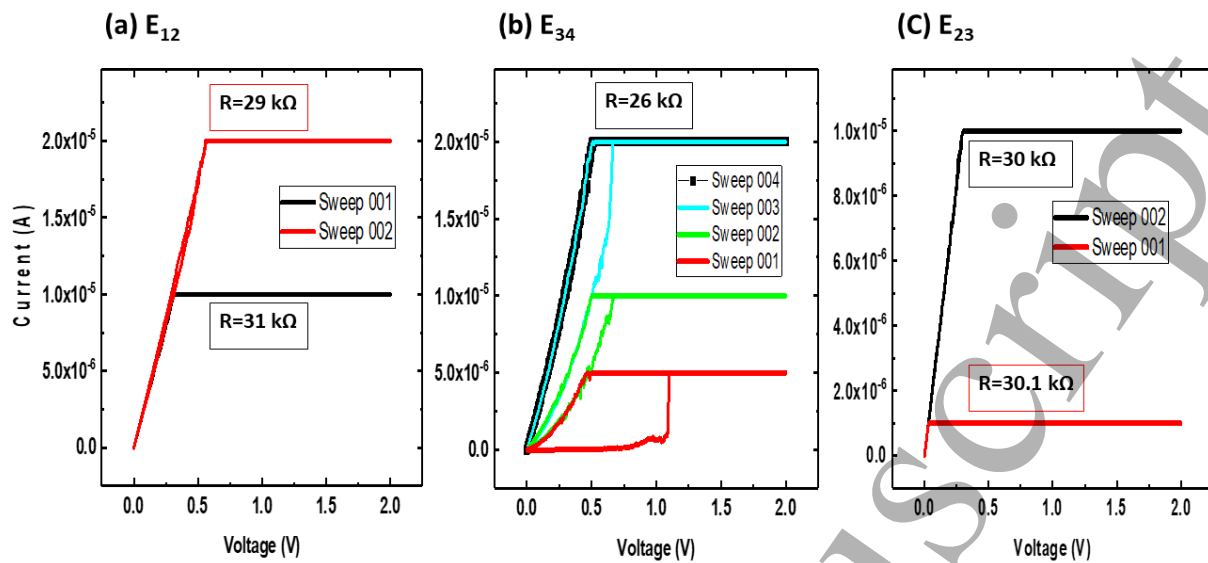 (a) E12
(b) E34
(C) E23
Current (A)
2.0x10-5
1.5x10-5
1.0x10-5
5.0x10-6
0.0
R=29 kΩ
Sweep 001
Sweep 002
R=31 kΩ
0.0 0.5 1.0 1.5 2.0
Voltage (V)
2.0x10-5
1.5x10-5
1.0x10-5
5.0x10-6
0.0
R=26 kΩ
Sweep 004
Sweep 003
Sweep 002
Sweep 001
0.0 0.5 1.0 1.5 2.0
Voltage (V)
1.0x10-5
8.0x10-6
6.0x10-6
4.0x10-6
2.0x10-6
0.0
R=30 kΩ
Sweep 002
Sweep 001
R=30.1 kΩ
0.0 0.5 1.0 1.5 2.0
Voltage (V)
script